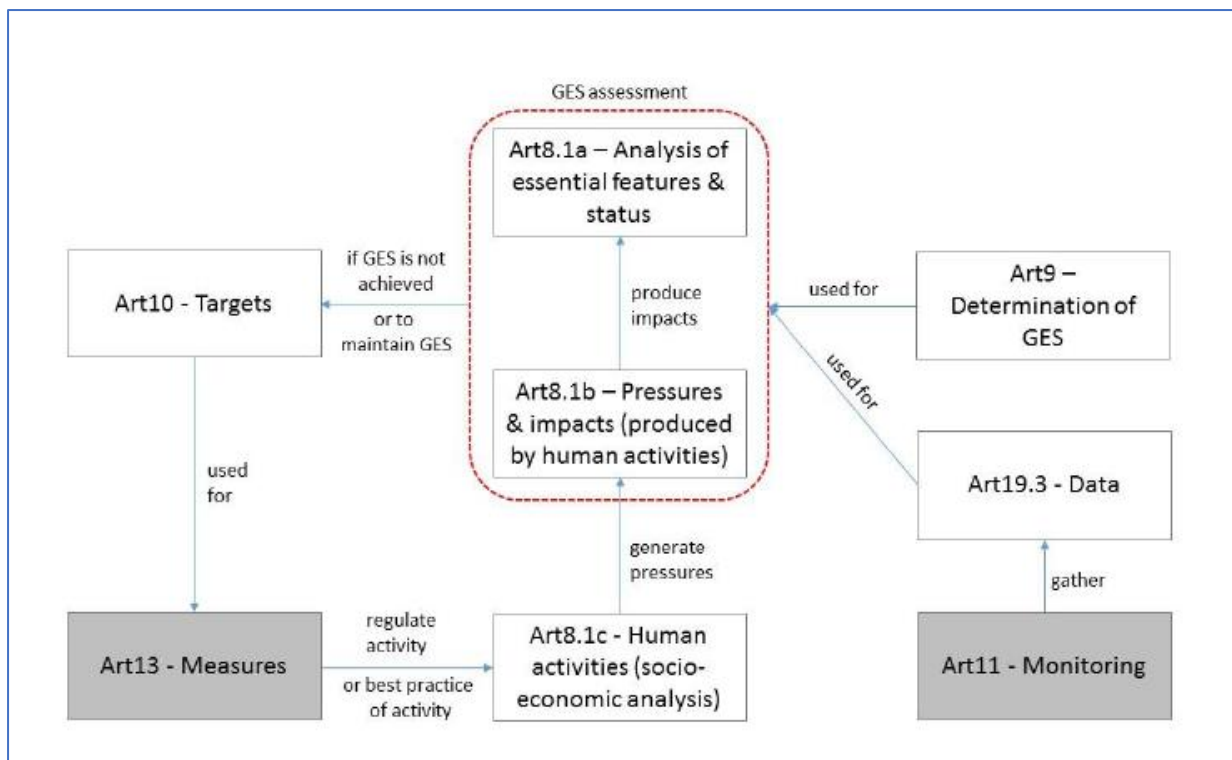 GES assessment
Art8.1a – Analysis of
essential features &
status
if GES is not
achieved
or to
maintain GES
Art10 - Targets
produce
impacts
used for
Art9 –
Determination of
GES
used for
Art8.1b – Pressures
& impacts (produced
by human activities)
used
for
Art19.3 - Data
generate
pressures
gather
Art13 - Measures
regulate
activity
or best practice
of activity
Art8.1c - Human
activities (socio-
economic analysis)
Art11 - Monitoring